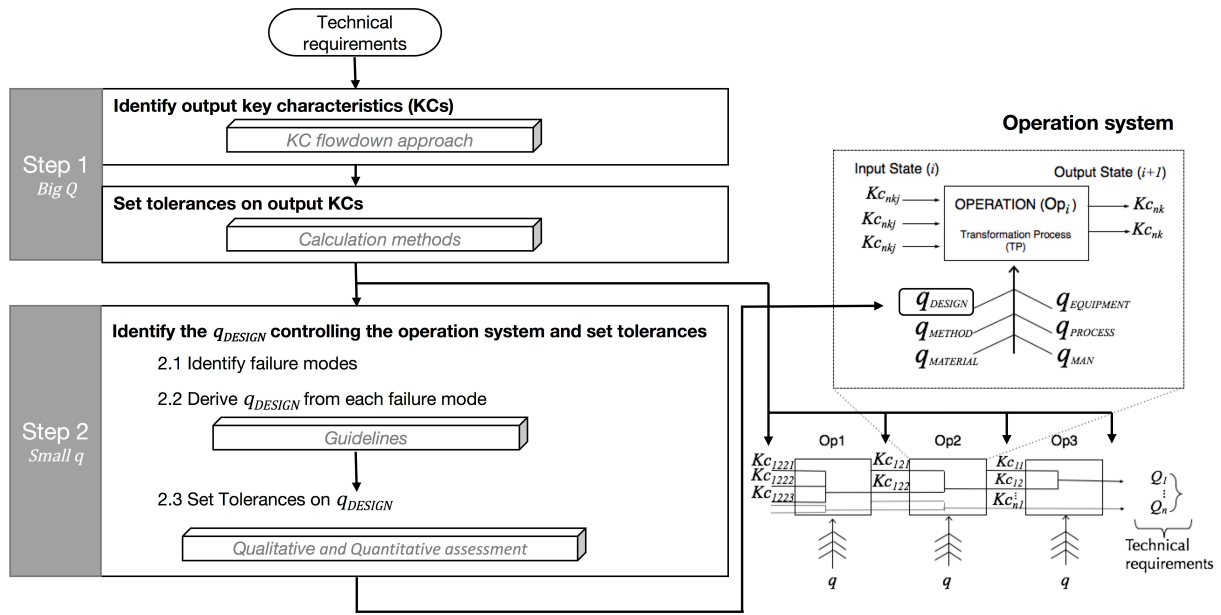 Technical
requirements
Step 1
Big Q
Identify output key characteristics (KCs)
KC flowdown approach
Set tolerances on output KCs
Calculation methods
Step 2
Small q
Identify the q_DESIGN controlling the operation system and set tolerances
2.1 Identify failure modes
2.2 Derive q_DESIGN from each failure mode
Guidelines
2.3 Set Tolerances on q_DESIGN
Qualitative and Quantitative assessment
Operation system
Input State (i)
Output State (i+1)
Kc_nkj
Kc_nkj
Kc_nkj
OPERATION (Op_i)
Transformation Process
(TP)
Kc_nk
Kc_nk
q_DESIGN
q_METHOD
q_MATERIAL
q_EQUIPMENT
q_PROCESS
q_MAN
Op1
Op2
Op3
Kc_1221
Kc_1222
Kc_1223
Kc_121
Kc_122
Kc_11
Kc_12
⋮
Kc_n1
Q_1
⋮
Q_n
Technical
requirements
q
q
q